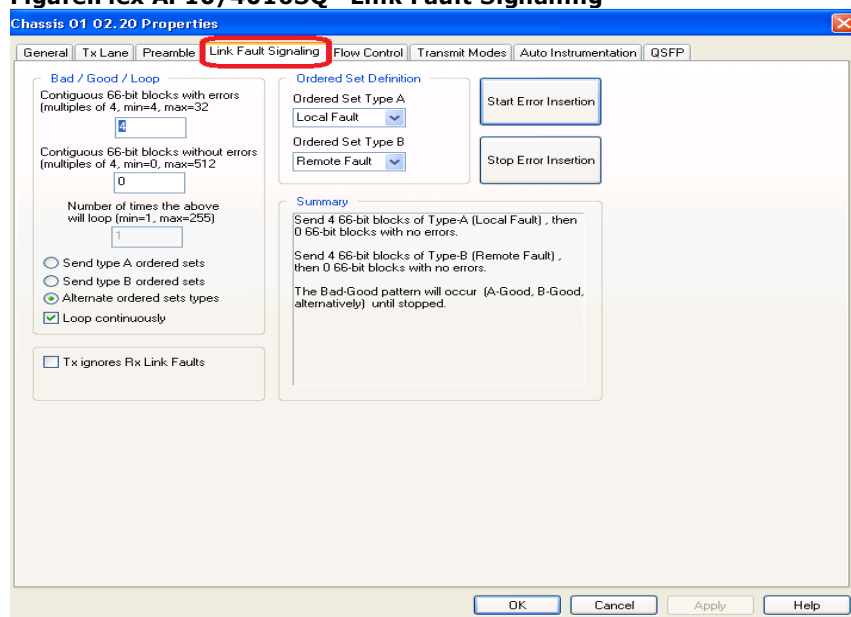 Chassis 01 02.20 Properties
General Tx Lane Preamble Link Fault Signaling Flow Control Transmit Modes Auto Instrumentation QSFP
Bad / Good / Loop
Contiguous 66-bit blocks with errors
(multiples of 4, min=4, max=32
4
Contiguous 66-bit blocks without errors
(multiples of 4, min=0, max=512
0
Number of times the above
will loop (min=1, max=255)
1
Send type A ordered sets
Send type B ordered sets
Alternate ordered sets types
Loop continuously
Tx ignores Rx Link Faults
Ordered Set Definition
Ordered Set Type A
Local Fault
Ordered Set Type B
Remote Fault
Start Error Insertion
Stop Error Insertion
Summary
Send 4 66-bit blocks of Type-A (Local Fault) , then
0 66-bit blocks with no errors.
Send 4 66-bit blocks of Type-B (Remote Fault) ,
then 0 66-bit blocks with no errors.
The Bad-Good pattern will occur (A-Good, B-Good,
alternatively) until stopped.
OK Cancel Apply Help